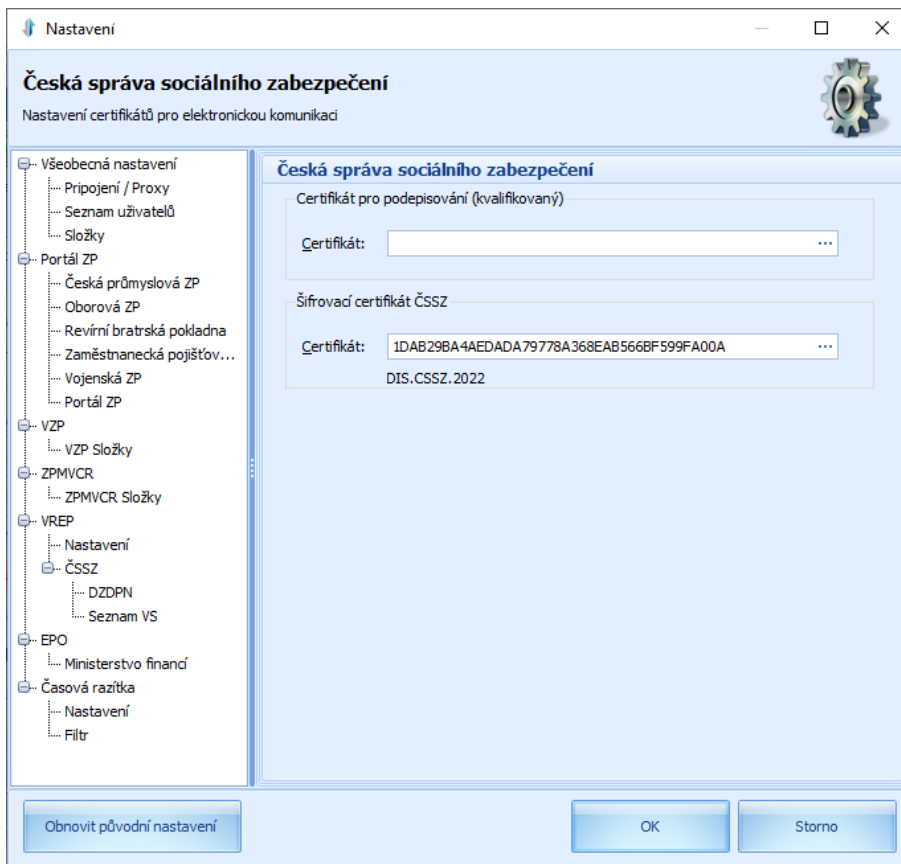 Nastavení
Česká správa sociálního zabezpečení
Nastavení certifikátů pro elektronickou komunikaci
Všeobecná nastavení
Připojení / Proxy
Seznam uživatelů
Složky
Portál ZP
Česká průmyslová ZP
Oborová ZP
Revírní bratrská pokladna
Zaměstnanecká pojišťov...
Vojenská ZP
Portál ZP
VZP
VZP Složky
ZPMVCR
ZPMVCR Složky
VREP
Nastavení
ČSSZ
DZDPN
Seznam VS
EPO
Ministerstvo financí
Časová razítka
Nastavení
Filtr
Česká správa sociálního zabezpečení
Certifikát pro podepisování (kvalifikovaný)
Certifikát: ...
Šifrovací certifikát ČSSZ
Certifikát: 1DAB29BA4AEDADA79778A368EAB566BF599FA00A ...
DIS.CSSZ.2022
Obnovit původní nastavení
OK
Storno